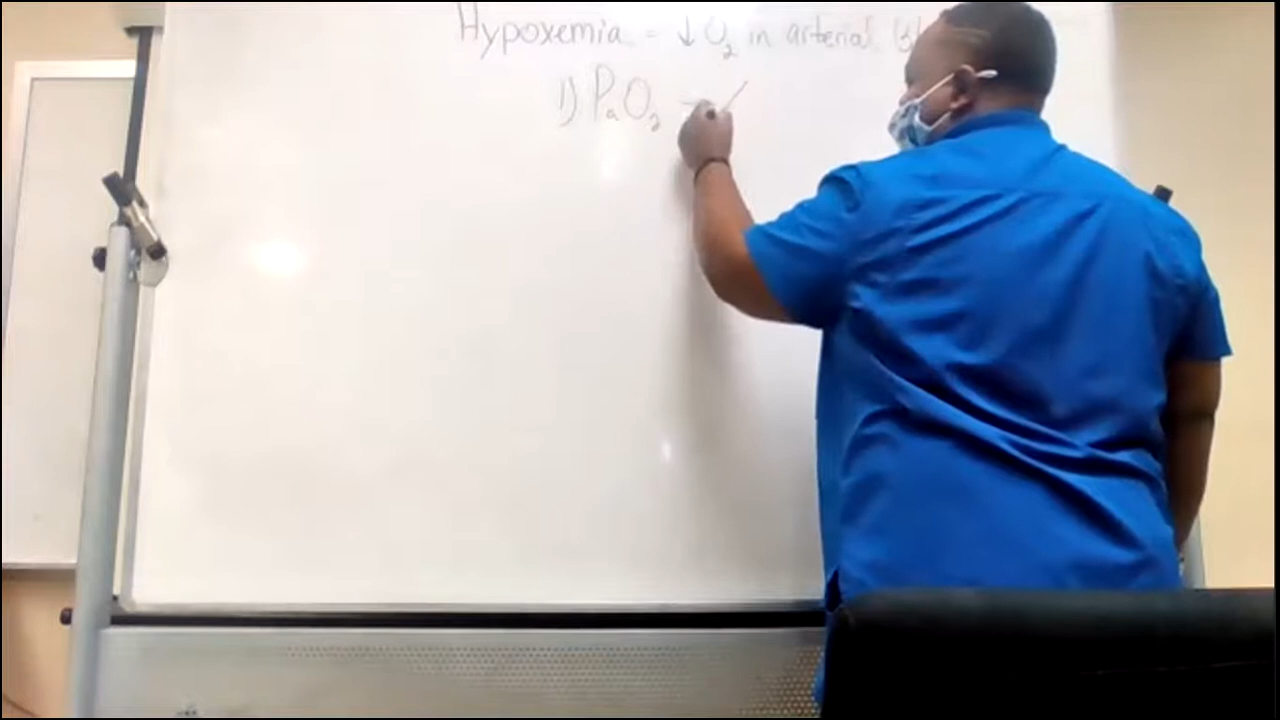 Hypoxemia = ↓ O₂ in arterial
1) PaO₂